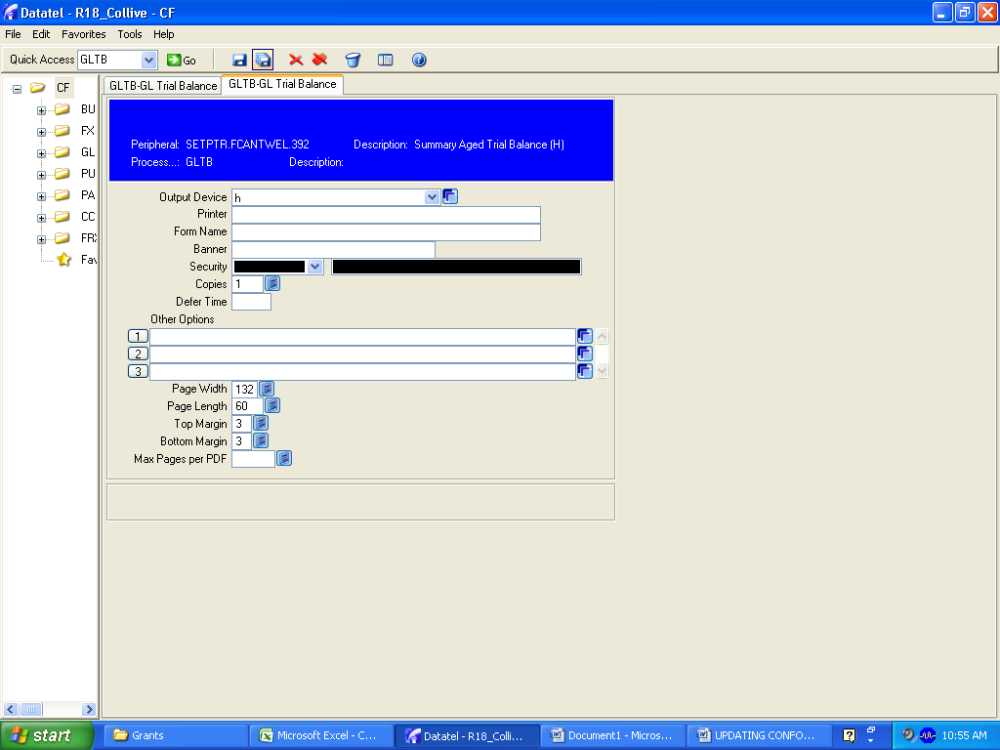 Datatel - R18_Collive - CF
File Edit Favorites Tools Help
Quick Access GLTB Go
CF
BU
FX
GL
PU
PA
CC
FRX
Fav
GLTB-GL Trial Balance GLTB-GL Trial Balance
Peripheral: SETPTR.FCANTWEL.392 Description: Summary Aged Trial Balance (H)
Process...: GLTB Description:
Output Device h
Printer
Form Name
Banner
Security
Copies 1
Defer Time
Other Options
1
2
3
Page Width 132
Page Length 60
Top Margin 3
Bottom Margin 3
Max Pages per PDF
start Grants Microsoft Excel - C... Datatel - R18_Colli... Document1 - Micros... UPDATING CONFO... 10:55 AM